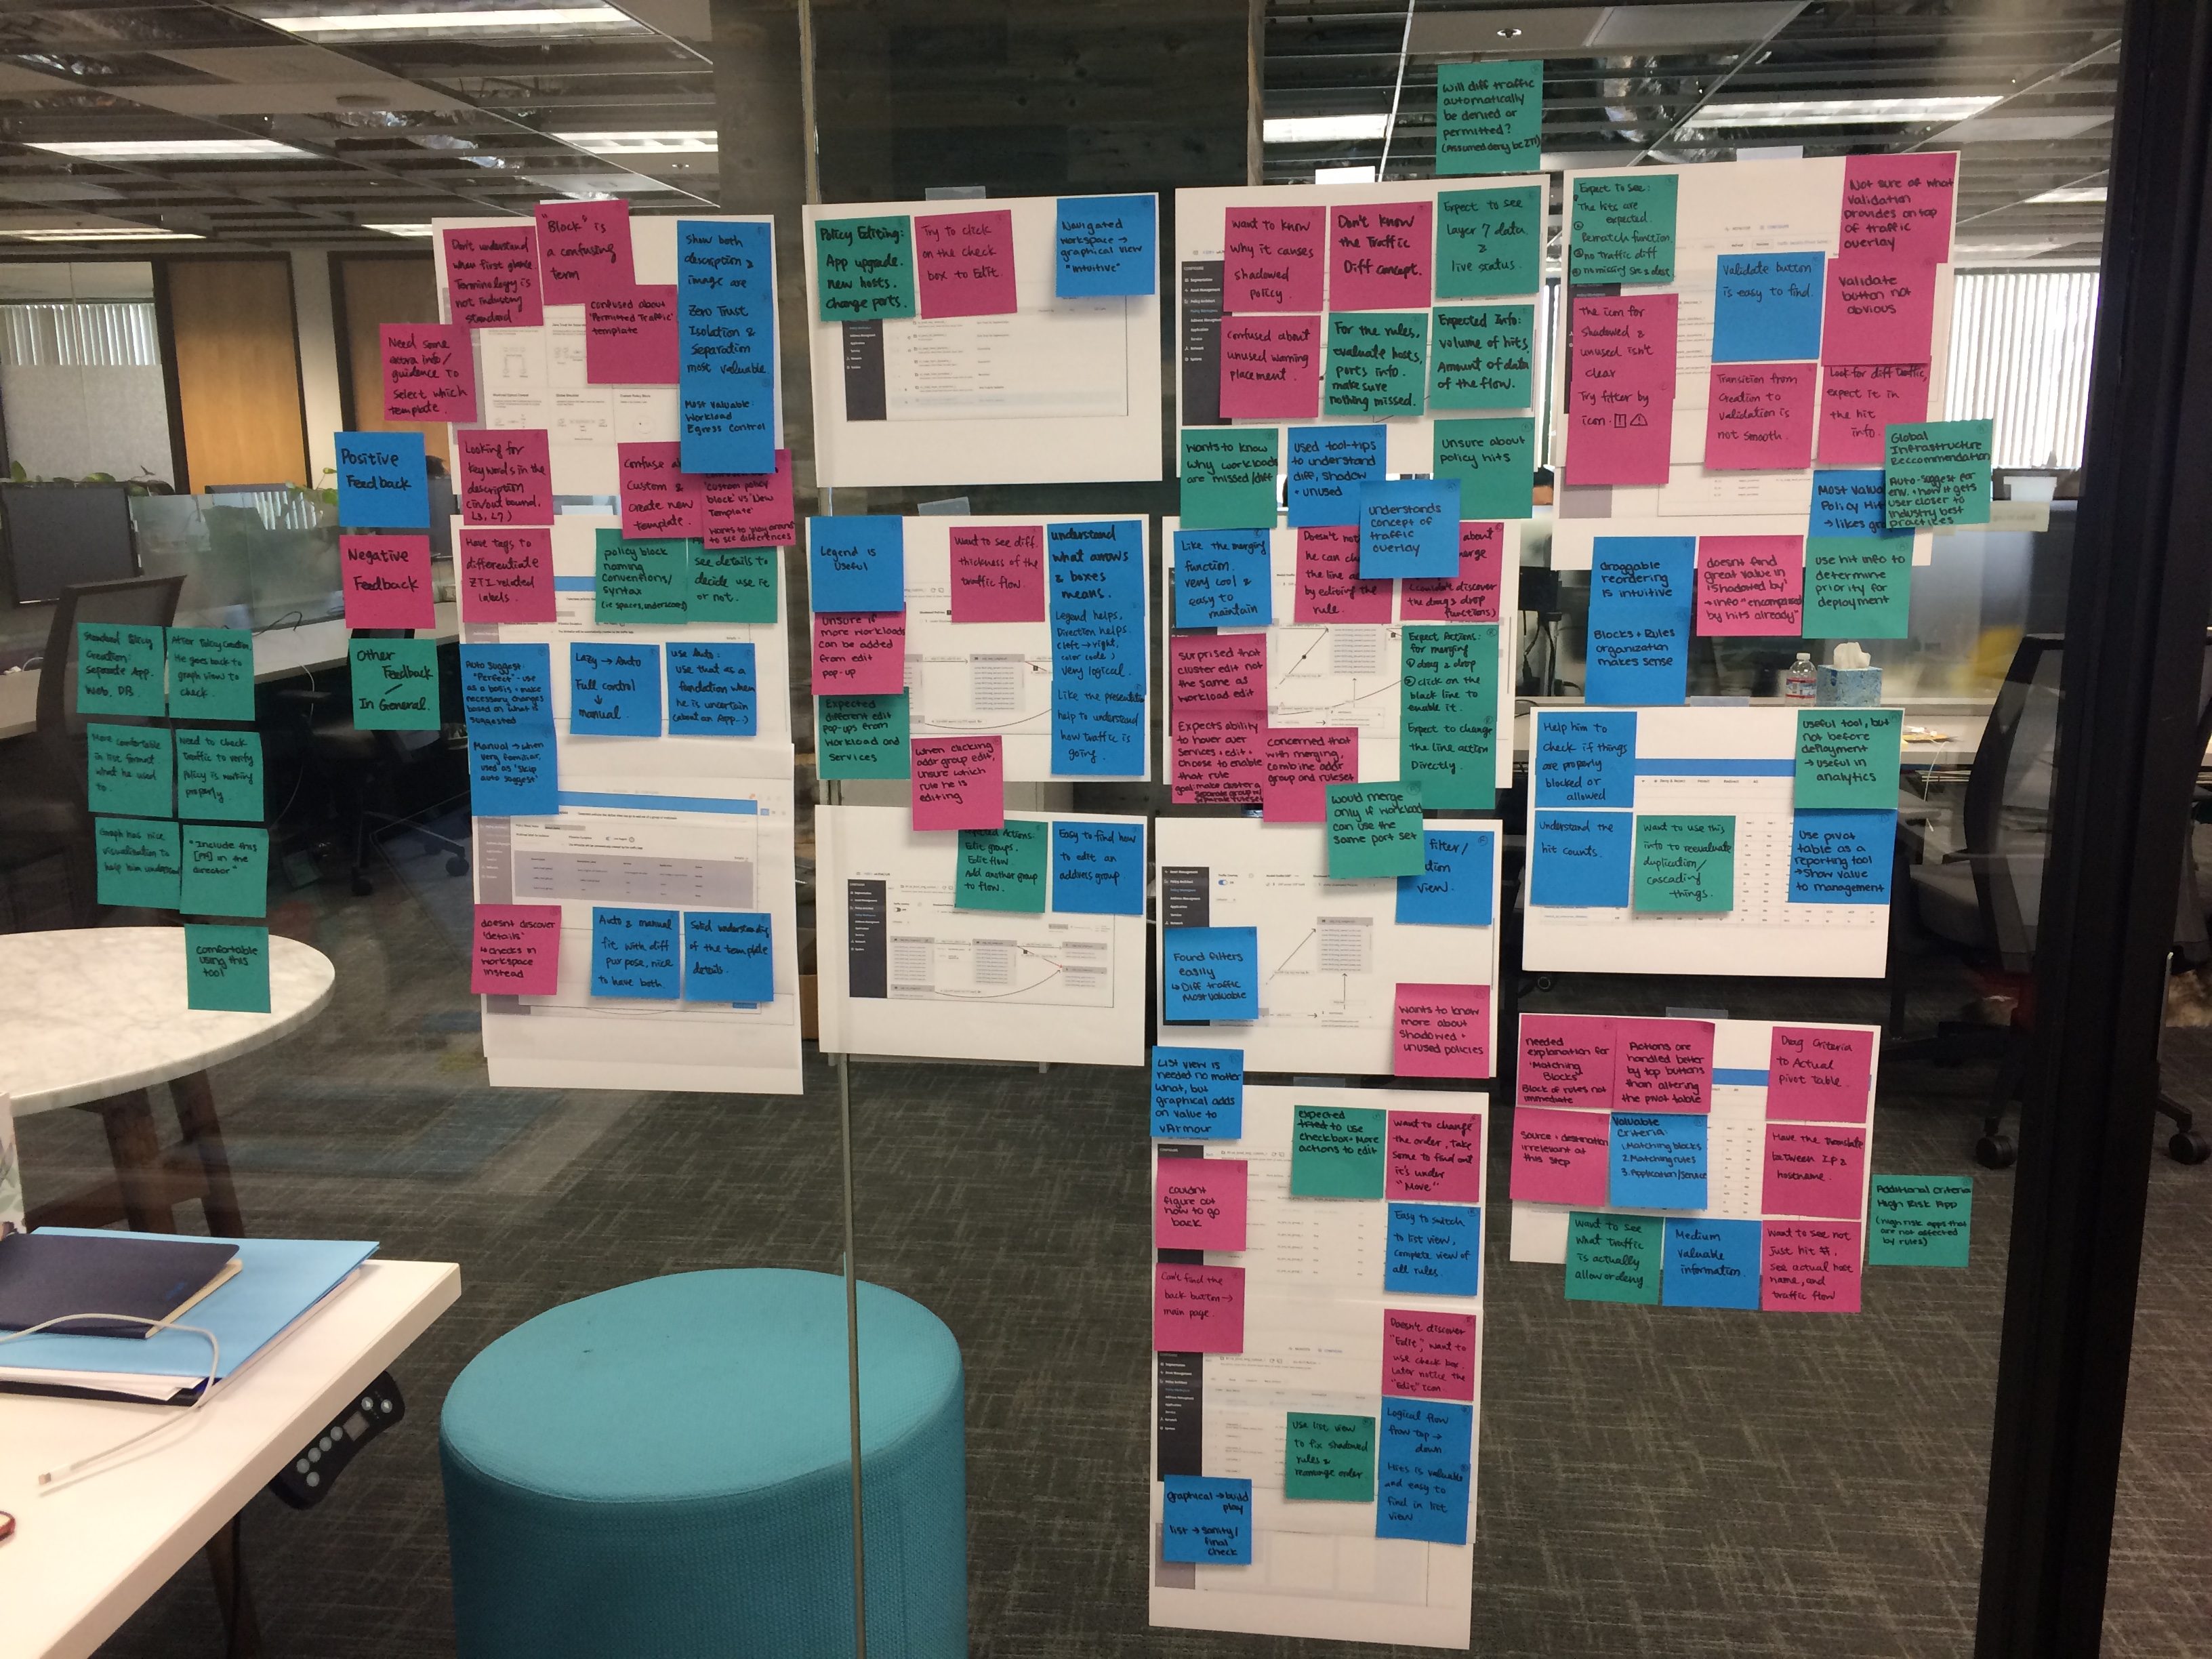 Will diff traffic
automatically
be denied or
permitted?
(Assumed deny bc ZTI)
Don't understand
when first glance.
Terminology is
not industry
standard
"Block" is
a confusing
term
confused about
"Permitted Traffic"
template
Show both
description &
image are
Zero Trust
Isolation &
Separation
most valuable
Most valuable:
Workload
Egress Control
Need some
extra info/
guidance to
select which
template.
Positive
Feedback
Negative
Feedback
Other
Feedback
In General.
Looking for
keywords in the
description
(in/out bound,
L3, L7)
Custom &
create new
template.
"Custom policy
block" vs "New
Template"
Wants to play around
to see differences
Have tags to
differentiate
ZTI related
labels.
policy block
naming
conventions/
syntax
(ie spaces, underscore)
see details to
decide use it
or not.
Auto Suggest:
"Perfect" - use
as a basis + make
necessary changes
based on what is
suggested
Lazy → Auto
Full control
↓
manual.
Use Auto:
use that as a
foundation when
he is uncertain
(about an App..)
Manual → when
very familiar,
used as "skip
auto suggest"
doesn't discover
'details'
↳ checks in
workspace
instead
Auto & manual
fit with diff
purpose, nice
to have both.
Solid understanding
of the template
details.
Standard Policy
Creation:
Separate App.
Web, DB.
After Policy Creation,
He goes back to
graph view to
check.
More comfortable
in live format
what he used
to.
Need to check
traffic to verify
policy is working
properly.
Graph has nice
visualization to
help him understand
"Include this
[PM] in the
director"
Comfortable
using this
tool
Policy Editing:
App upgrade.
new hosts.
Change ports.
Try to click
on the check
box to Edit.
Navigated
workspace →
graphical view
"intuitive"
Legend is
useful
Want to see diff.
thickness of the
traffic flow.
understand
what arrows
& boxes
means.
Legend helps,
Direction helps
(left → right,
color code)
very logical.
Like the presentation
help to understand
how traffic is
going.
Unsure if
more workloads
can be added
from edit
pop-up
Expected
different edit
pop-ups from
workload and
services
When clicking
addr group edit,
unsure which
rule he is
editing
Actions:
Edit groups.
Edit flow
Add another group
to flow.
Easy to find how
to edit an
address group
Want to know
why it causes
shadowed
policy.
Don't know
the Traffic
Diff concept.
Expect to see
layer 7 data
&
live status.
Confused about
unused warning
placement.
For the rules,
evaluate hosts,
ports info.
make sure
nothing missed.
Expected Info:
volume of hits,
Amount of data
of the flow.
Wants to know
why workloads
are missed/diff
Used tool-tips
to understand
diff, shadow
+ unused
Unsure about
policy hits
understands
concept of
traffic
overlay
Like the merging
function.
very cool &
easy to
maintain
the line
by editing the
rule.
about
merge
(couldn't discover
the drag & drop
functions)
Surprised that
cluster edit not
the same as
workload edit
Expect Actions:
for merging
① drag & drop
② click on the
black line to
enable it.
Expect to change
the line action
Directly.
Expects ability
to hover over
services + edit +
choose to enable
that rule
goal: make cluster a
separate group w/
separate ruleset
Concerned that
with merging,
combine addr
group and ruleset
Would merge
only if workload
can use the
same port set
filter/
view.
Found filters
easily
↳ Diff traffic
Most valuable
Wants to know
more about
shadowed +
unused policies
List view is
needed no matter
what, but
graphical adds
on value to
vArmour
Expected
to use
checkbox + more
actions to edit
Want to change
the order, take
some to find out
it's under
"Move"
Couldn't
figure out
how to go
back
Easy to switch
to list view,
complete view of
all rules.
Can't find the
back button →
main page.
Doesn't discover
"Edit", want to
use check box.
Later notice the
"Edit" icon.
Use list view
to fix shadowed
rules &
rearrange order
Logical flow
from top →
down
Hits is valuable
and easy to
find in list
view
graphical → build
play
list → sanity/
final
check
Expect To See:
The hits are
expected.
Rematch function.
no traffic diff
no missing src & dest
Not sure of what
Validation
provides on top
of traffic
overlay
Validate button
is easy to find.
Validate
button not
obvious
The icon for
shadowed &
unused isn't
clear
Try filter by
icon.
Transition from
Creation to
validation is
not smooth.
Look for diff traffic,
expect it in
the hit
info.
Global
Infrastructure
Reccommendation
Auto-suggest for
env. + how it gets
user closer to
industry best
practices
Policy Hit
→ likes
draggable
reordering
is intuitive
doesn't find
great value in
"is shadowed by"
→ info "encompassed
by hits already"
Use hit info to
determine
priority for
deployment
Blocks + Rules
organization
makes sense
Help him to
check if things
are properly
blocked or
allowed
useful tool, but
not before
deployment
→ useful in
analytics
Understand the
hit counts.
Want to use this
info to reevaluate
duplication/
cascading
things.
Use pivot
table as a
reporting tool
→ Show value
to management
needed
explanation for
'Matching
Blocks'
Block of rules not
immediate
Actions are
handled better
by top buttons
than altering
the pivot table
Drag Criteria
to Actual
pivot table.
Source + destination
irrelevant at
this step
Valuable
Criteria:
1. Matching blocks
2. Matching rules
3. Application/Service
Have the translate
between IP &
hostname.
Additional criteria
High Risk App
(high risk apps that
are not affected
by rules)
Want to see
what traffic
is actually
allow or deny
Medium
valuable
information.
Want to see not
just hit #.
see actual host
name, and
traffic flow